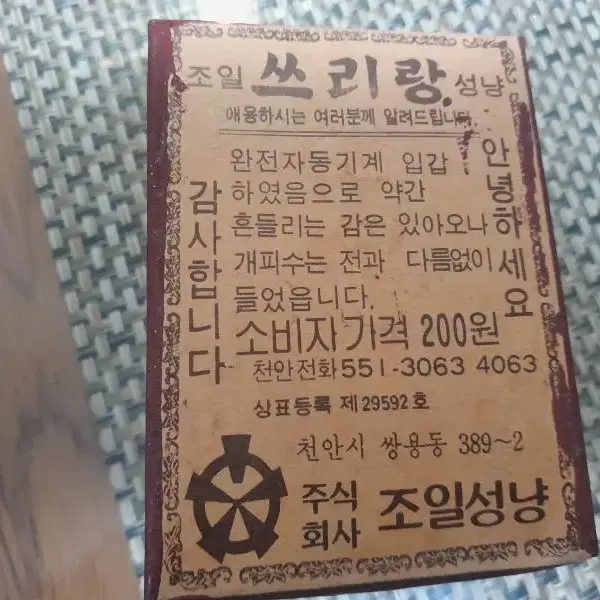 조일 쓰리랑 성냥
애용하시는 여러분께 알려드립니다.
안녕하세요
감사합니다
완전자동기계 입갑
하였음으로 약간
흔들리는 감은 있아오나
개피수는 전과 다름없이
들었읍니다.
소비자가격 200원
천안전화 551-3063 4063
상표등록 제29592호
천안시 쌍용동 389~2
주식회사 조일성냥